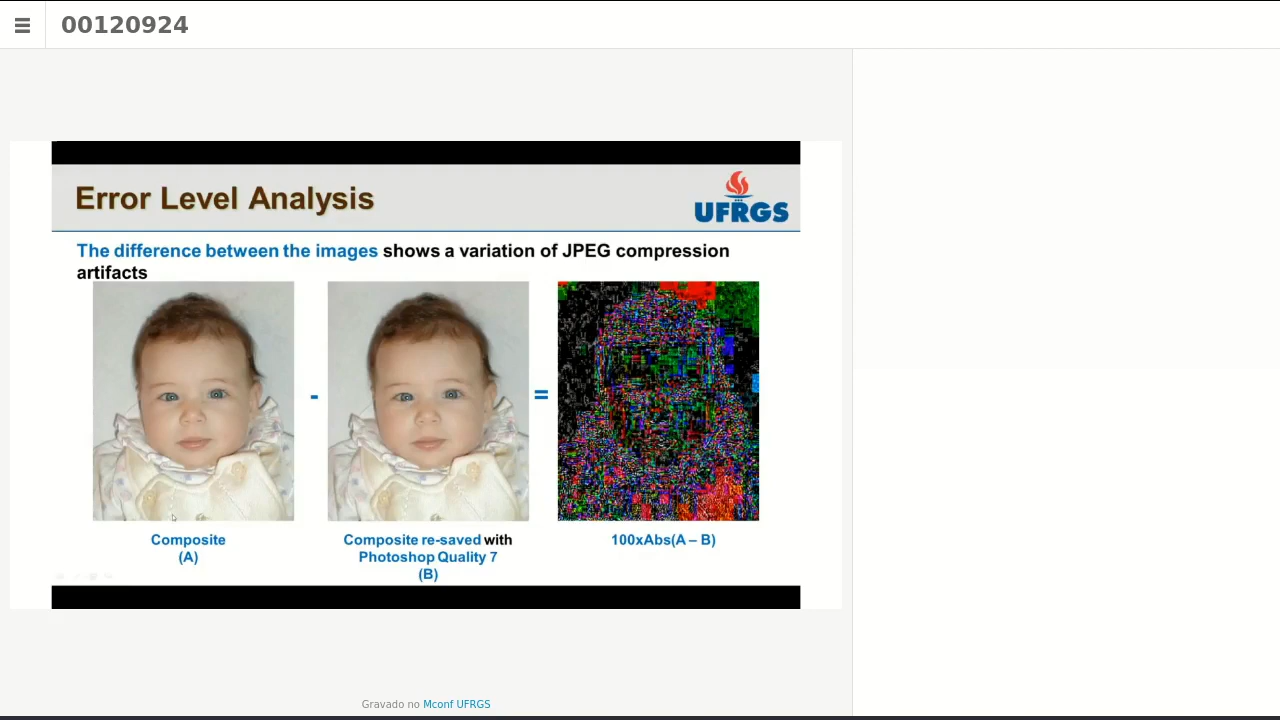 00120924
Error Level Analysis
UFRGS
The difference between the images shows a variation of JPEG compression
artifacts
-
=
Composite
(A)
Composite re-saved with
Photoshop Quality 7
(B)
100xAbs(A – B)
Gravado no Mconf UFRGS